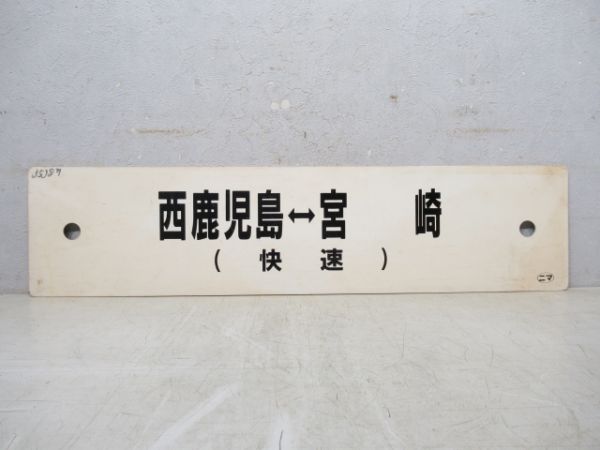 西鹿児島↔宮　崎
(快　速)
ニマ